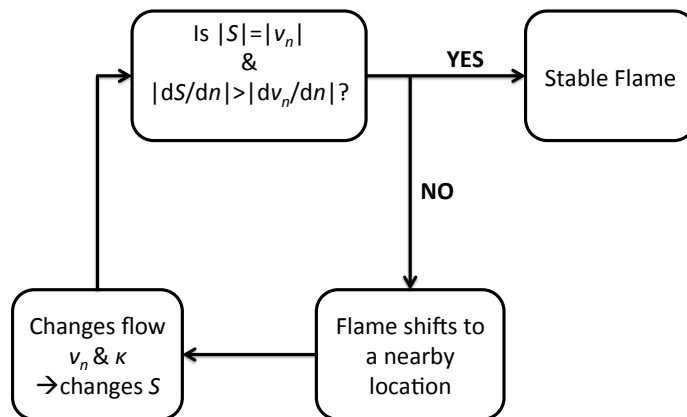 Is |S|=|vₙ|
&
|dS/dn|>|dvₙ/dn|?
YES
Stable Flame
NO
Changes flow
vₙ & κ
→changes S
Flame shifts to
a nearby
location